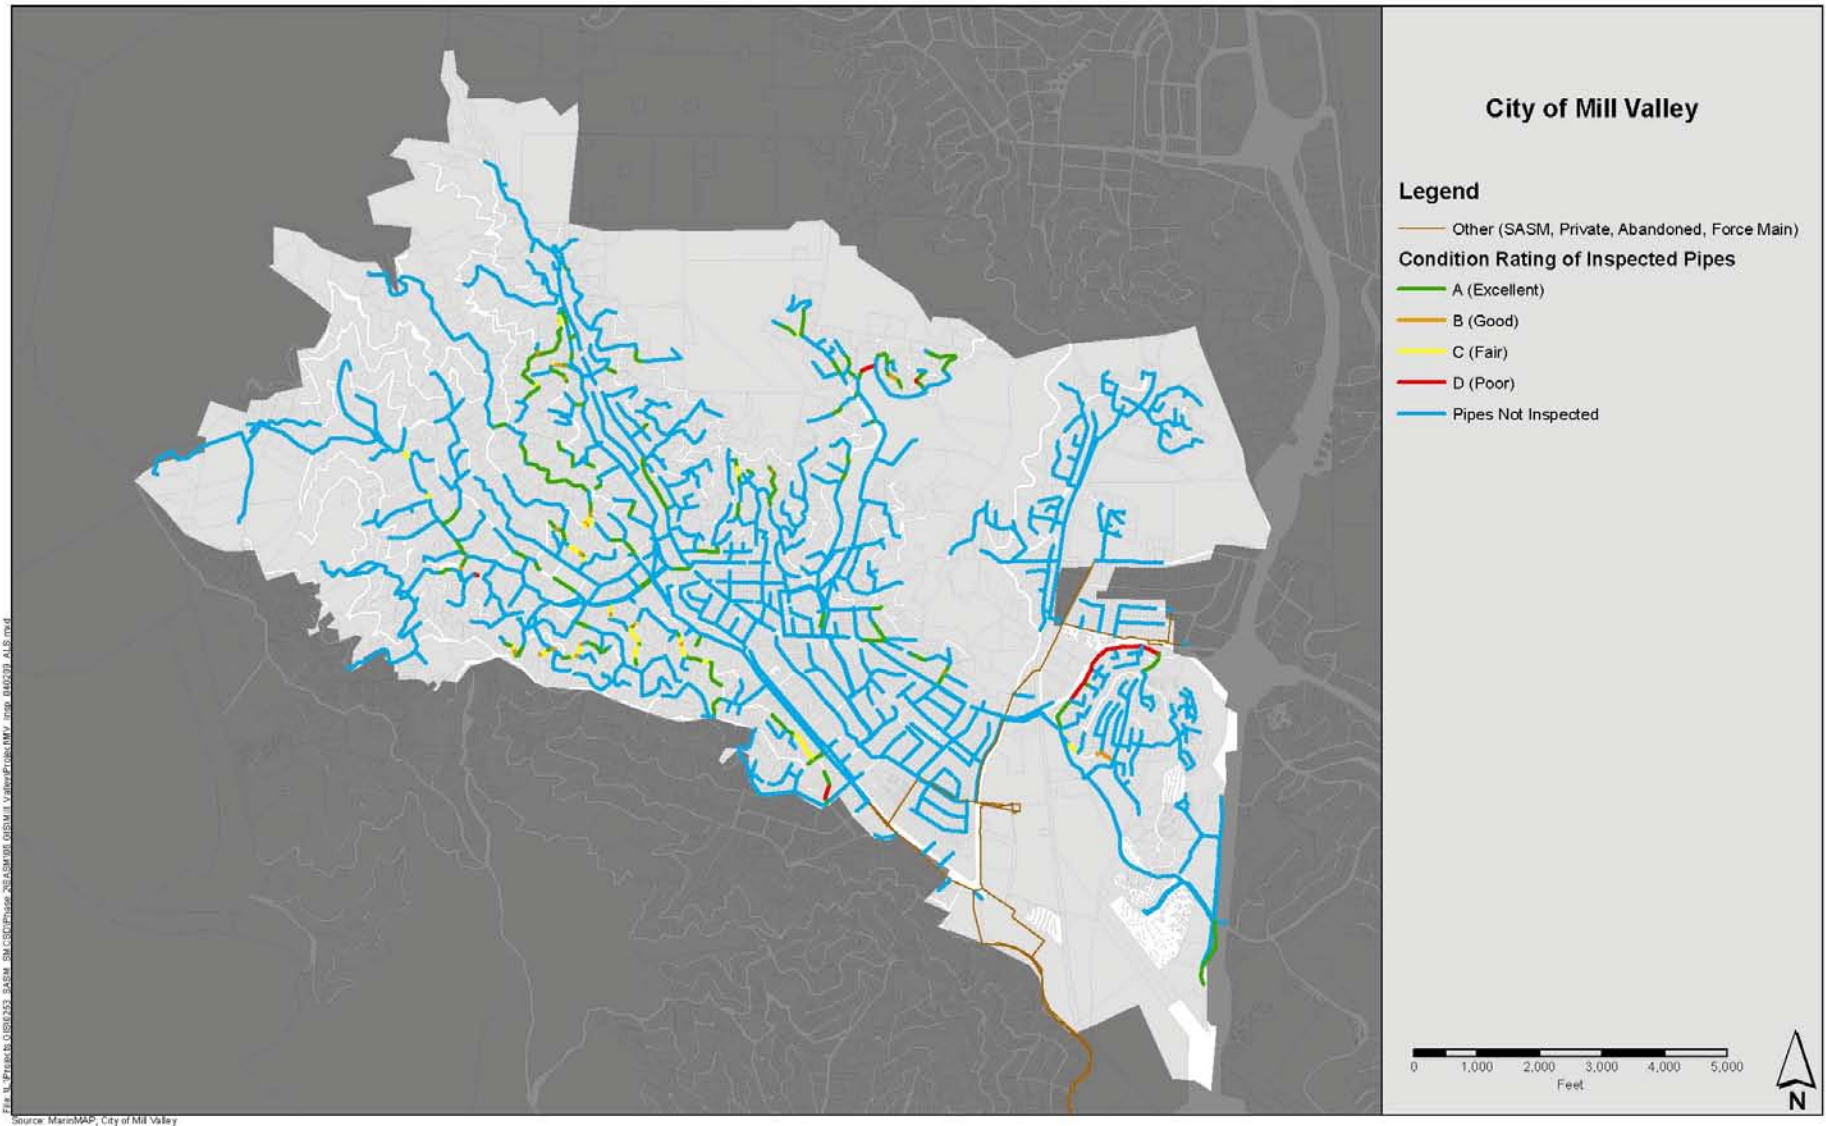 City of Mill Valley
Legend
Other (SASM, Private, Abandoned, Force Main)
Condition Rating of Inspected Pipes
A (Excellent)
B (Good)
C (Fair)
D (Poor)
Pipes Not Inspected
0 1,000 2,000 3,000 4,000 5,000
Feet
N
Source: MarinMAP, City of Mill Valley